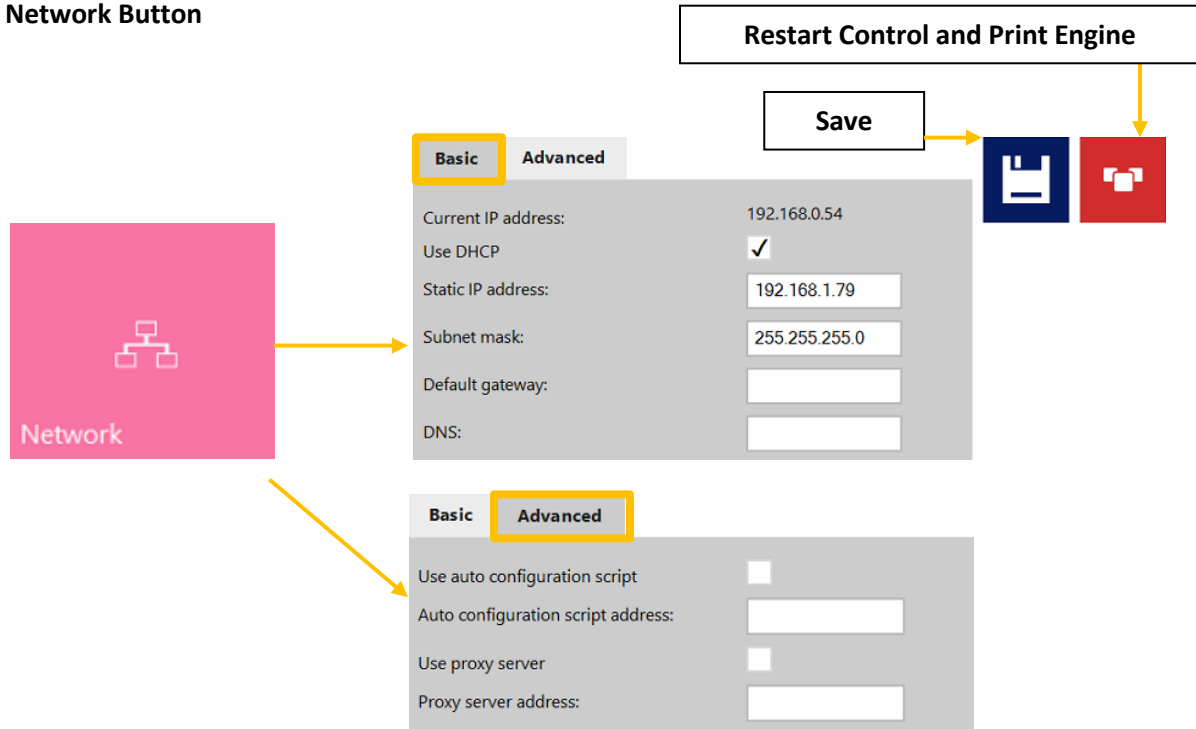 Network Button
Restart Control and Print Engine
Save
Basic Advanced
Current IP address: 192.168.0.54
Use DHCP
Static IP address: 192.168.1.79
Subnet mask: 255.255.255.0
Default gateway:
DNS:
Network
Basic Advanced
Use auto configuration script
Auto configuration script address:
Use proxy server
Proxy server address: